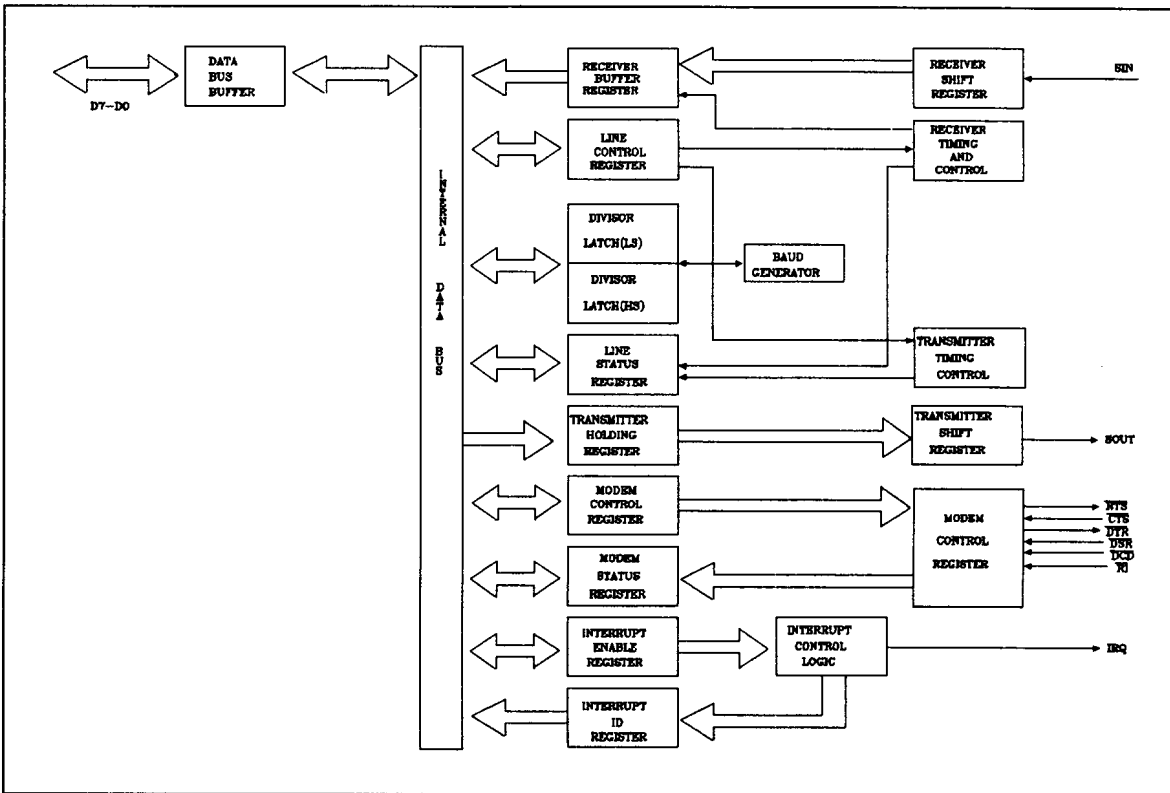 DATA
BUS
BUFFER
D7-D0
INTERNAL DATA BUS
RECEIVER
BUFFER
REGISTER
RECEIVER
SHIFT
REGISTER
SIN
LINE
CONTROL
REGISTER
RECEIVER
TIMING
AND
CONTROL
DIVISOR
LATCH(LS)
DIVISOR
LATCH(HS)
BAUD
GENERATOR
LINE
STATUS
REGISTER
TRANSMITTER
TIMING
CONTROL
TRANSMITTER
HOLDING
REGISTER
TRANSMITTER
SHIFT
REGISTER
SOUT
MODEM
CONTROL
REGISTER
MODEM
CONTROL
REGISTER
RTS
CTS
DTR
DSR
DCD
RI
MODEM
STATUS
REGISTER
INTERRUPT
ENABLE
REGISTER
INTERRUPT
CONTROL
LOGIC
IRQ
INTERRUPT
ID
REGISTER